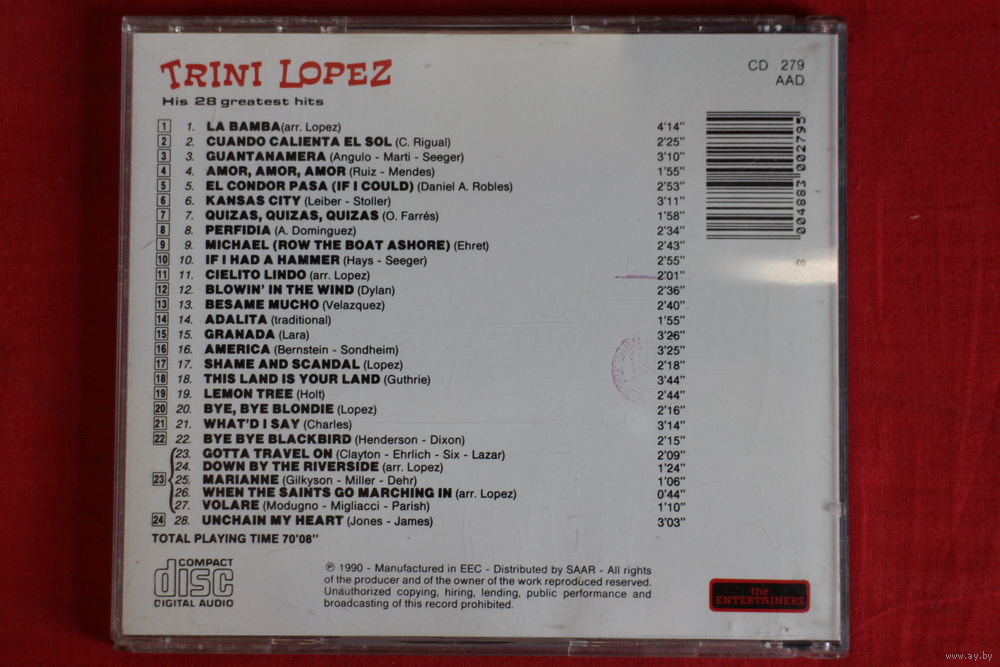 TRINI LOPEZ
His 28 greatest hits
CD 279
AAD
1 1. LA BAMBA(arr. Lopez) 4'14"
2 2. CUANDO CALIENTA EL SOL (C. Rigual) 2'25"
3 3. GUANTANAMERA (Angulo - Marti - Seeger) 3'10"
4 4. AMOR, AMOR, AMOR (Ruiz - Mendes) 1'55"
5 5. EL CONDOR PASA (IF I COULD) (Daniel A. Robles) 2'53"
6 6. KANSAS CITY (Leiber - Stoller) 3'11"
7 7. QUIZAS, QUIZAS, QUIZAS (O. Farrés) 1'58"
8 8. PERFIDIA (A. Dominguez) 2'34"
9 9. MICHAEL (ROW THE BOAT ASHORE) (Ehret) 2'43"
10 10. IF I HAD A HAMMER (Hays - Seeger) 2'55"
11 11. CIELITO LINDO (arr. Lopez) 2'01"
12 12. BLOWIN' IN THE WIND (Dylan) 2'36"
13 13. BESAME MUCHO (Velazquez) 2'40"
14 14. ADALITA (traditional) 1'55"
15 15. GRANADA (Lara) 3'26"
16 16. AMERICA (Bernstein - Sondheim) 3'25"
17 17. SHAME AND SCANDAL (Lopez) 2'18"
18 18. THIS LAND IS YOUR LAND (Guthrie) 3'44"
19 19. LEMON TREE (Holt) 2'44"
20 20. BYE, BYE BLONDIE (Lopez) 2'16"
21 21. WHAT'D I SAY (Charles) 3'14"
22 22. BYE BYE BLACKBIRD (Henderson - Dixon) 2'15"
23. GOTTA TRAVEL ON (Clayton - Ehrlich - Six - Lazar) 2'09"
24. DOWN BY THE RIVERSIDE (arr. Lopez) 1'24"
23 25. MARIANNE (Gilkyson - Miller - Dehr) 1'06"
26. WHEN THE SAINTS GO MARCHING IN (arr. Lopez) 0'44"
27. VOLARE (Modugno - Migliacci - Parish) 1'10"
24 28. UNCHAIN MY HEART (Jones - James) 3'03"
TOTAL PLAYING TIME 70'08"
8 004883 002795
COMPACT
disc
DIGITAL AUDIO
℗ 1990 - Manufactured in EEC - Distributed by SAAR - All rights
of the producer and of the owner of the work reproduced reserved.
Unauthorized copying, hiring, lending, public performance and
broadcasting of this record prohibited.
the
ENTERTAINERS
www.ay.by